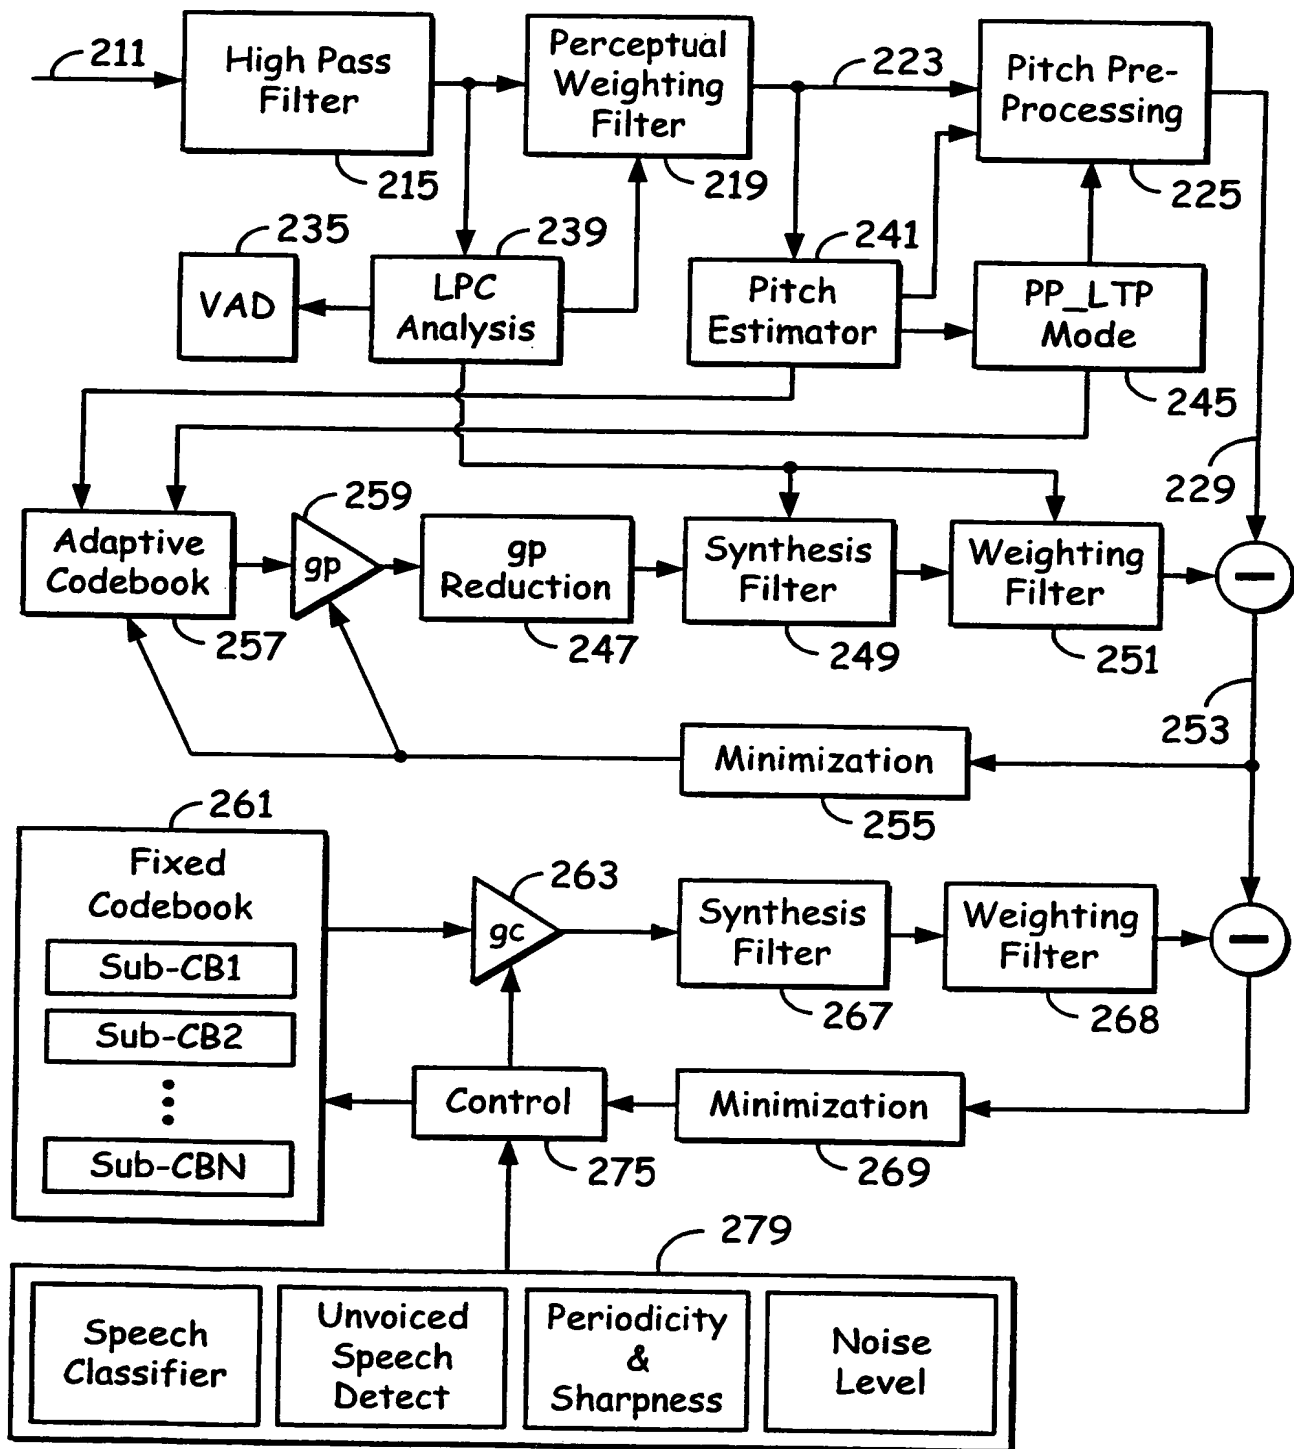 211
High Pass
Filter
215
Perceptual
Weighting
Filter
219
223
Pitch Pre-
Processing
225
235
VAD
239
LPC
Analysis
241
Pitch
Estimator
PP_LTP
Mode
245
229
Adaptive
Codebook
257
259
gp
gp
Reduction
247
Synthesis
Filter
249
Weighting
Filter
251
–
253
Minimization
255
261
Fixed
Codebook
Sub-CB1
Sub-CB2
Sub-CBN
263
gc
Synthesis
Filter
267
Weighting
Filter
268
–
Control
275
Minimization
269
279
Speech
Classifier
Unvoiced
Speech
Detect
Periodicity
&
Sharpness
Noise
Level